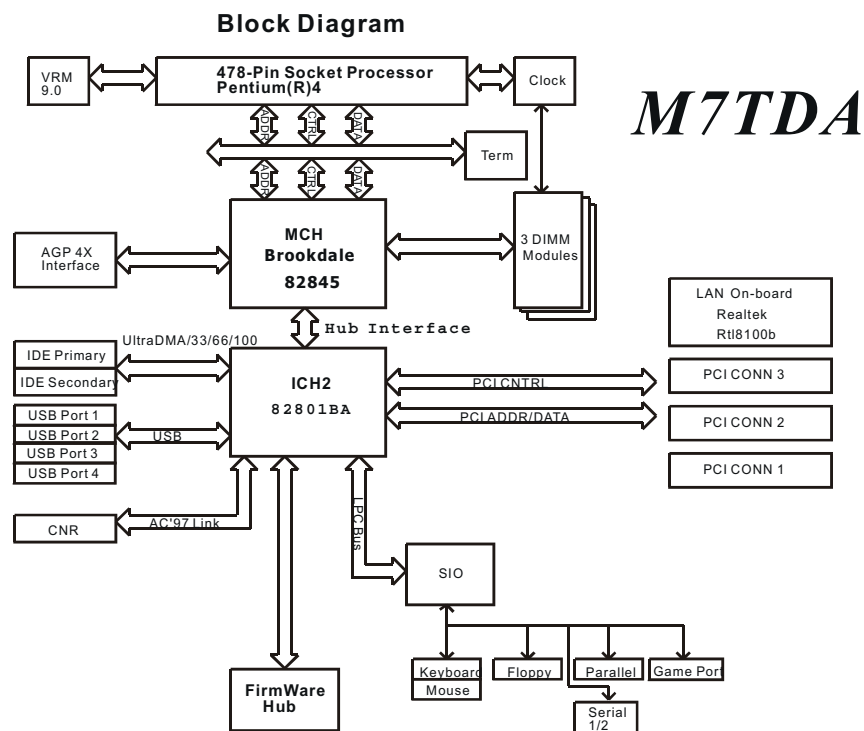 Block Diagram
VRM
9.0
478-Pin Socket Processor
Pentium(R)4
Clock
M7TDA
ADDR
CTRL
DATA
Term
ADDR
CTRL
DATA
MCH
Brookdale
82845
AGP 4X
Interface
3 DIMM
Modules
LAN On-board
Realtek
Rtl8100b
Hub Interface
UltraDMA/33/66/100
IDE Primary
IDE Secondary
ICH2
82801BA
PCI CNTRL
PCI CONN 3
PCI ADDR/DATA
PCI CONN 2
PCI CONN 1
USB Port 1
USB Port 2
USB Port 3
USB Port 4
USB
CNR
AC'97 Link
LPC Bus
SIO
Keyboard
Mouse
Floppy
Parallel
Game Port
FirmWare
Hub
Serial
1/2